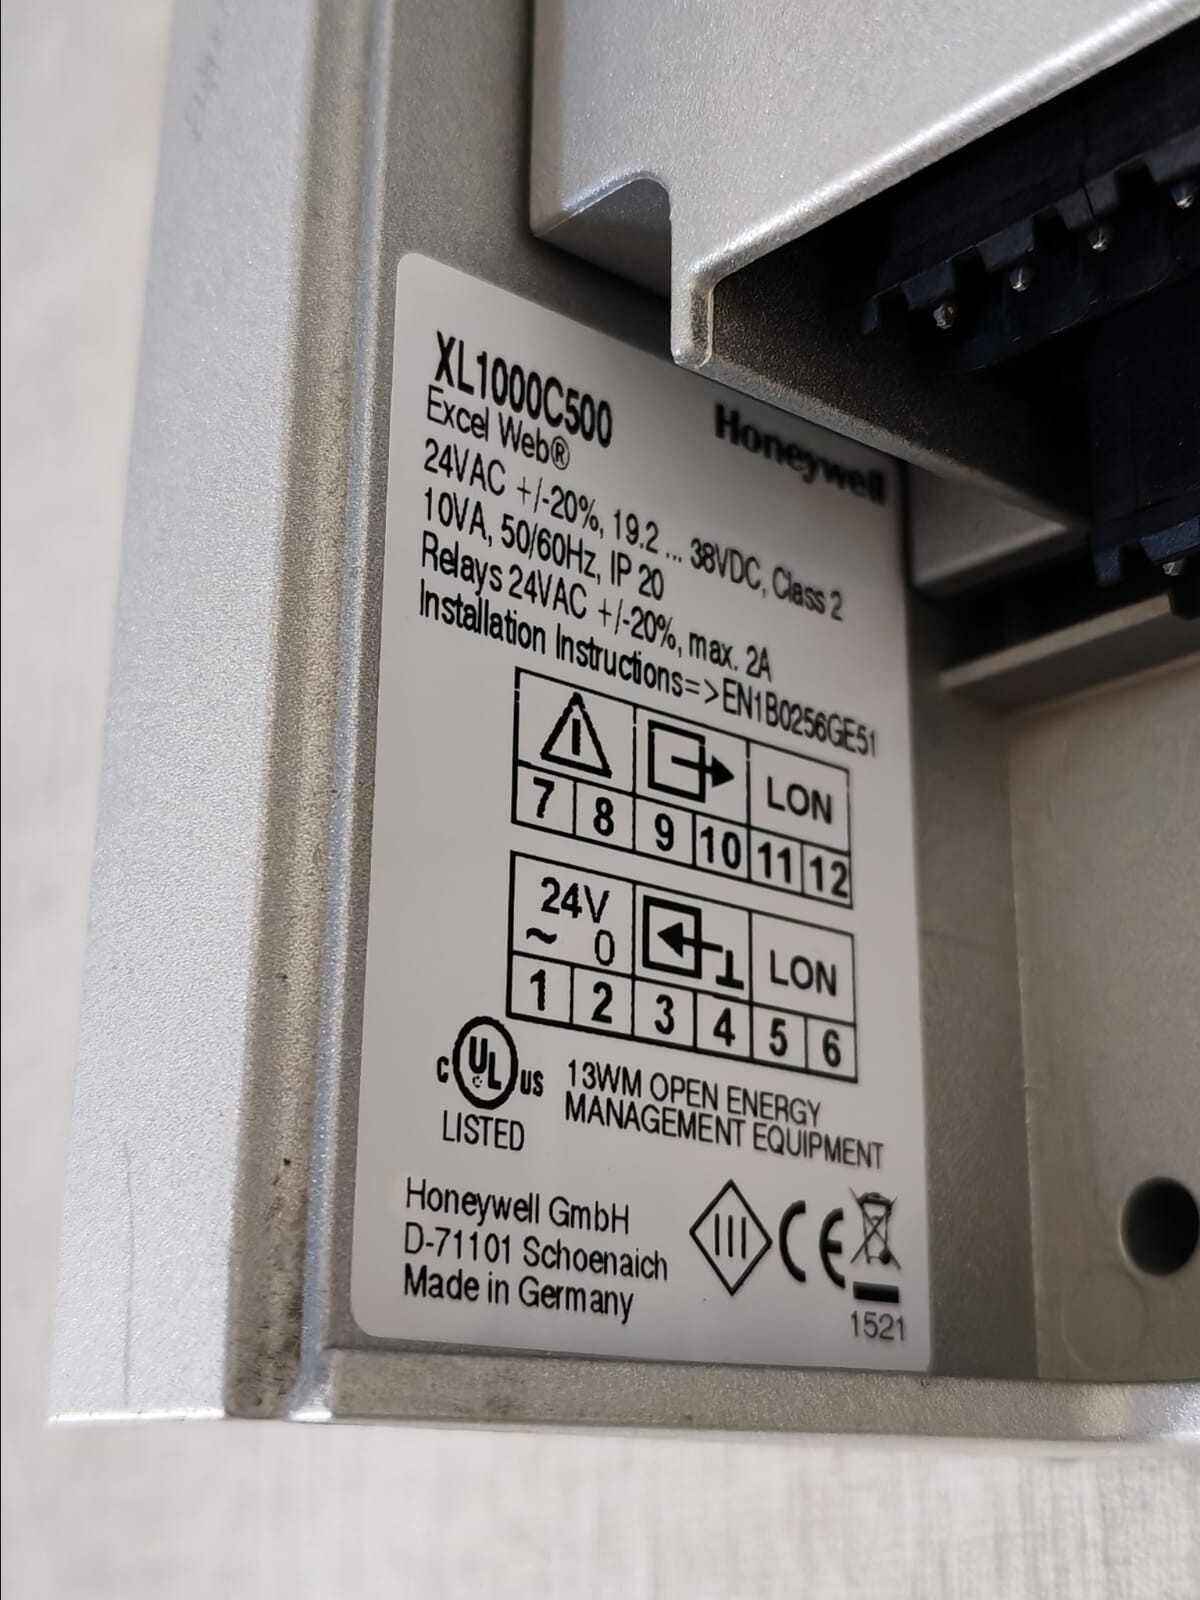 XL1000C500
Honeywell
Excel Web®
24VAC +/-20%, 19.2 ... 38VDC, Class 2
10VA, 50/60Hz, IP 20
Relays 24VAC +/-20%, max. 2A
Installation Instructions=>EN1B0256GE51
LON
7 8 9 10 11 12
24V
~ 0
LON
1 2 3 4 5 6
C UL US
LISTED
13WM OPEN ENERGY
MANAGEMENT EQUIPMENT
Honeywell GmbH
D-71101 Schoenaich
Made in Germany
III
CE
1521